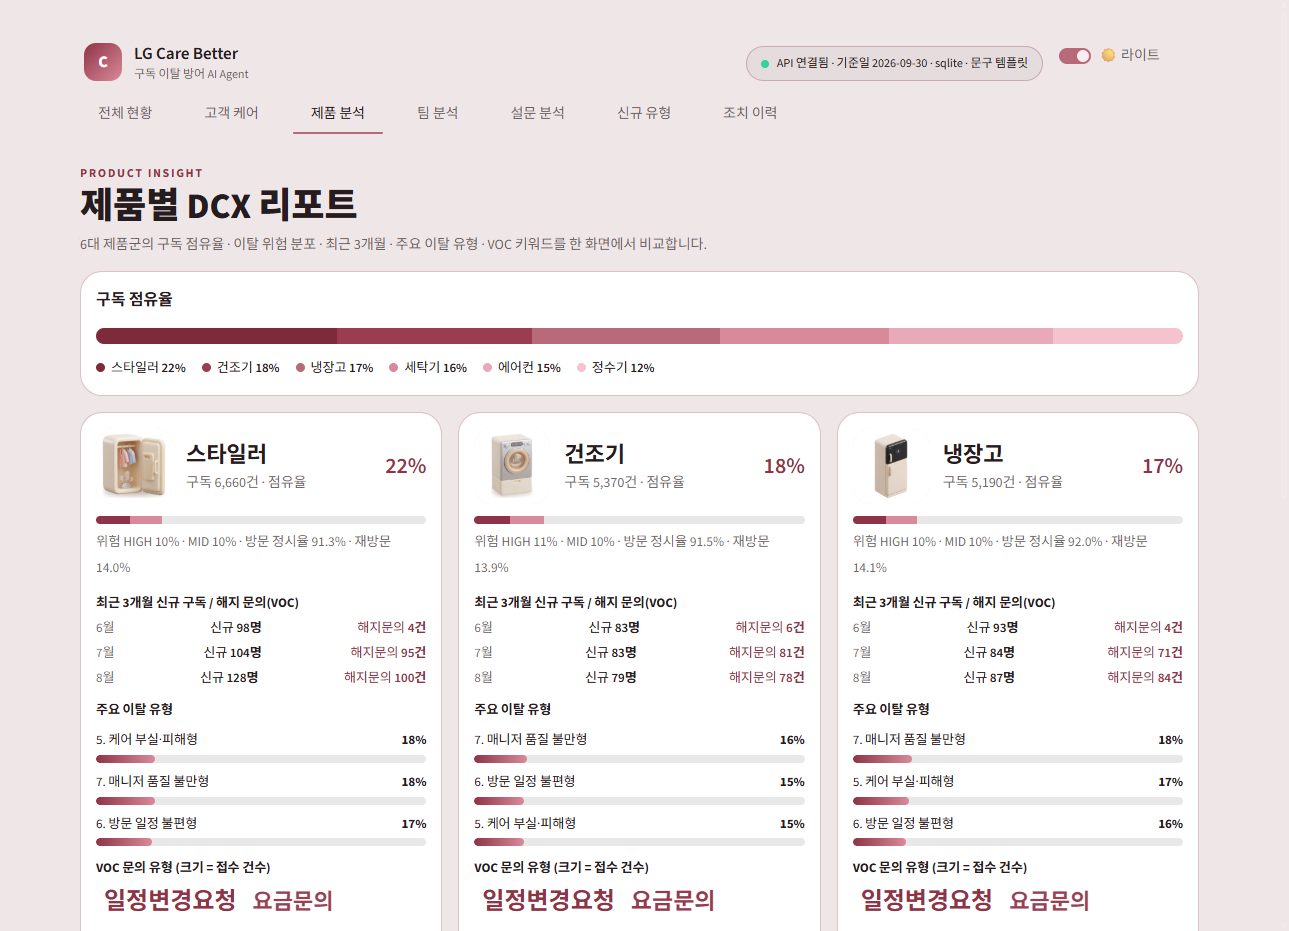 C
LG Care Better
구독 이탈 방어 AI Agent
API 연결됨 · 기준일 2026-09-30 · sqlite · 문구 템플릿
라이트
전체 현황 고객 케어 제품 분석 팀 분석 설문 분석 신규 유형 조치 이력
PRODUCT INSIGHT
제품별 DCX 리포트
6대 제품군의 구독 점유율 · 이탈 위험 분포 · 최근 3개월 · 주요 이탈 유형 · VOC 키워드를 한 화면에서 비교합니다.
구독 점유율
스타일러 22% 건조기 18% 냉장고 17% 세탁기 16% 에어컨 15% 정수기 12%
스타일러
구독 6,660건 · 점유율
22%
위험 HIGH 10% · MID 10% · 방문 정시율 91.3% · 재방문
14.0%
최근 3개월 신규 구독 / 해지 문의(VOC)
6월 신규 98명 해지문의 4건
7월 신규 104명 해지문의 95건
8월 신규 128명 해지문의 100건
주요 이탈 유형
5. 케어 부실·피해형 18%
7. 매니저 품질 불만형 18%
6. 방문 일정 불편형 17%
VOC 문의 유형 (크기 = 접수 건수)
일정변경요청 요금문의
건조기
구독 5,370건 · 점유율
18%
위험 HIGH 11% · MID 10% · 방문 정시율 91.5% · 재방문
13.9%
최근 3개월 신규 구독 / 해지 문의(VOC)
6월 신규 83명 해지문의 6건
7월 신규 83명 해지문의 81건
8월 신규 79명 해지문의 78건
주요 이탈 유형
7. 매니저 품질 불만형 16%
6. 방문 일정 불편형 15%
5. 케어 부실·피해형 15%
VOC 문의 유형 (크기 = 접수 건수)
일정변경요청 요금문의
냉장고
구독 5,190건 · 점유율
17%
위험 HIGH 10% · MID 10% · 방문 정시율 92.0% · 재방문
14.1%
최근 3개월 신규 구독 / 해지 문의(VOC)
6월 신규 93명 해지문의 4건
7월 신규 84명 해지문의 71건
8월 신규 87명 해지문의 84건
주요 이탈 유형
7. 매니저 품질 불만형 18%
5. 케어 부실·피해형 17%
6. 방문 일정 불편형 16%
VOC 문의 유형 (크기 = 접수 건수)
일정변경요청 요금문의